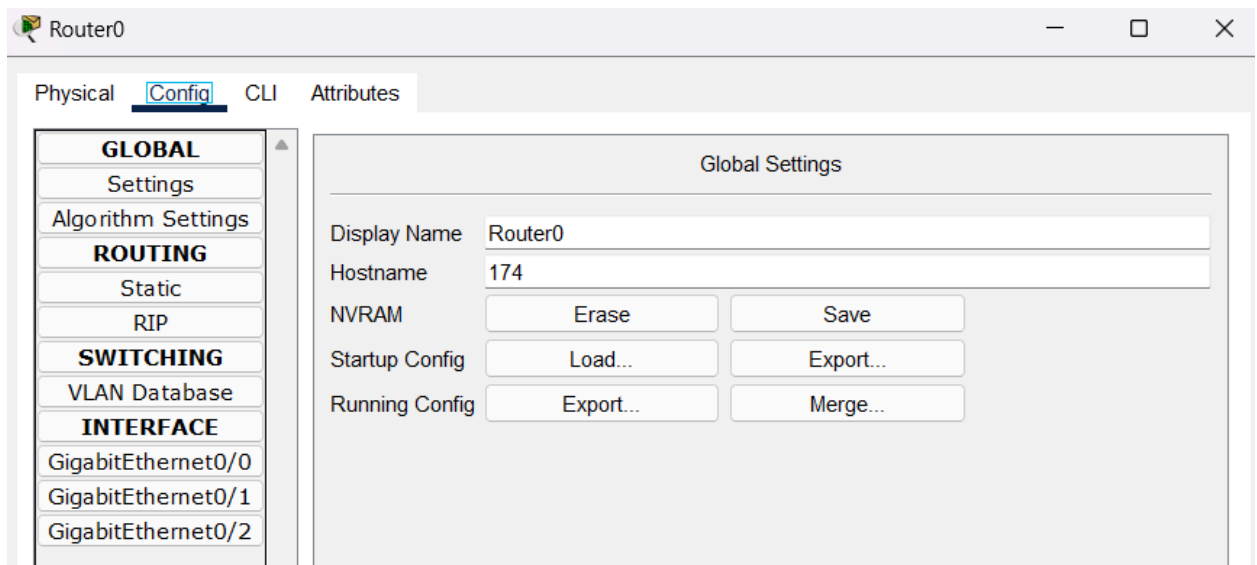 Router0
Physical Config CLI Attributes
GLOBAL
Settings
Algorithm Settings
ROUTING
Static
RIP
SWITCHING
VLAN Database
INTERFACE
GigabitEthernet0/0
GigabitEthernet0/1
GigabitEthernet0/2
Global Settings
Display Name Router0
Hostname 174
NVRAM Erase Save
Startup Config Load... Export...
Running Config Export... Merge...